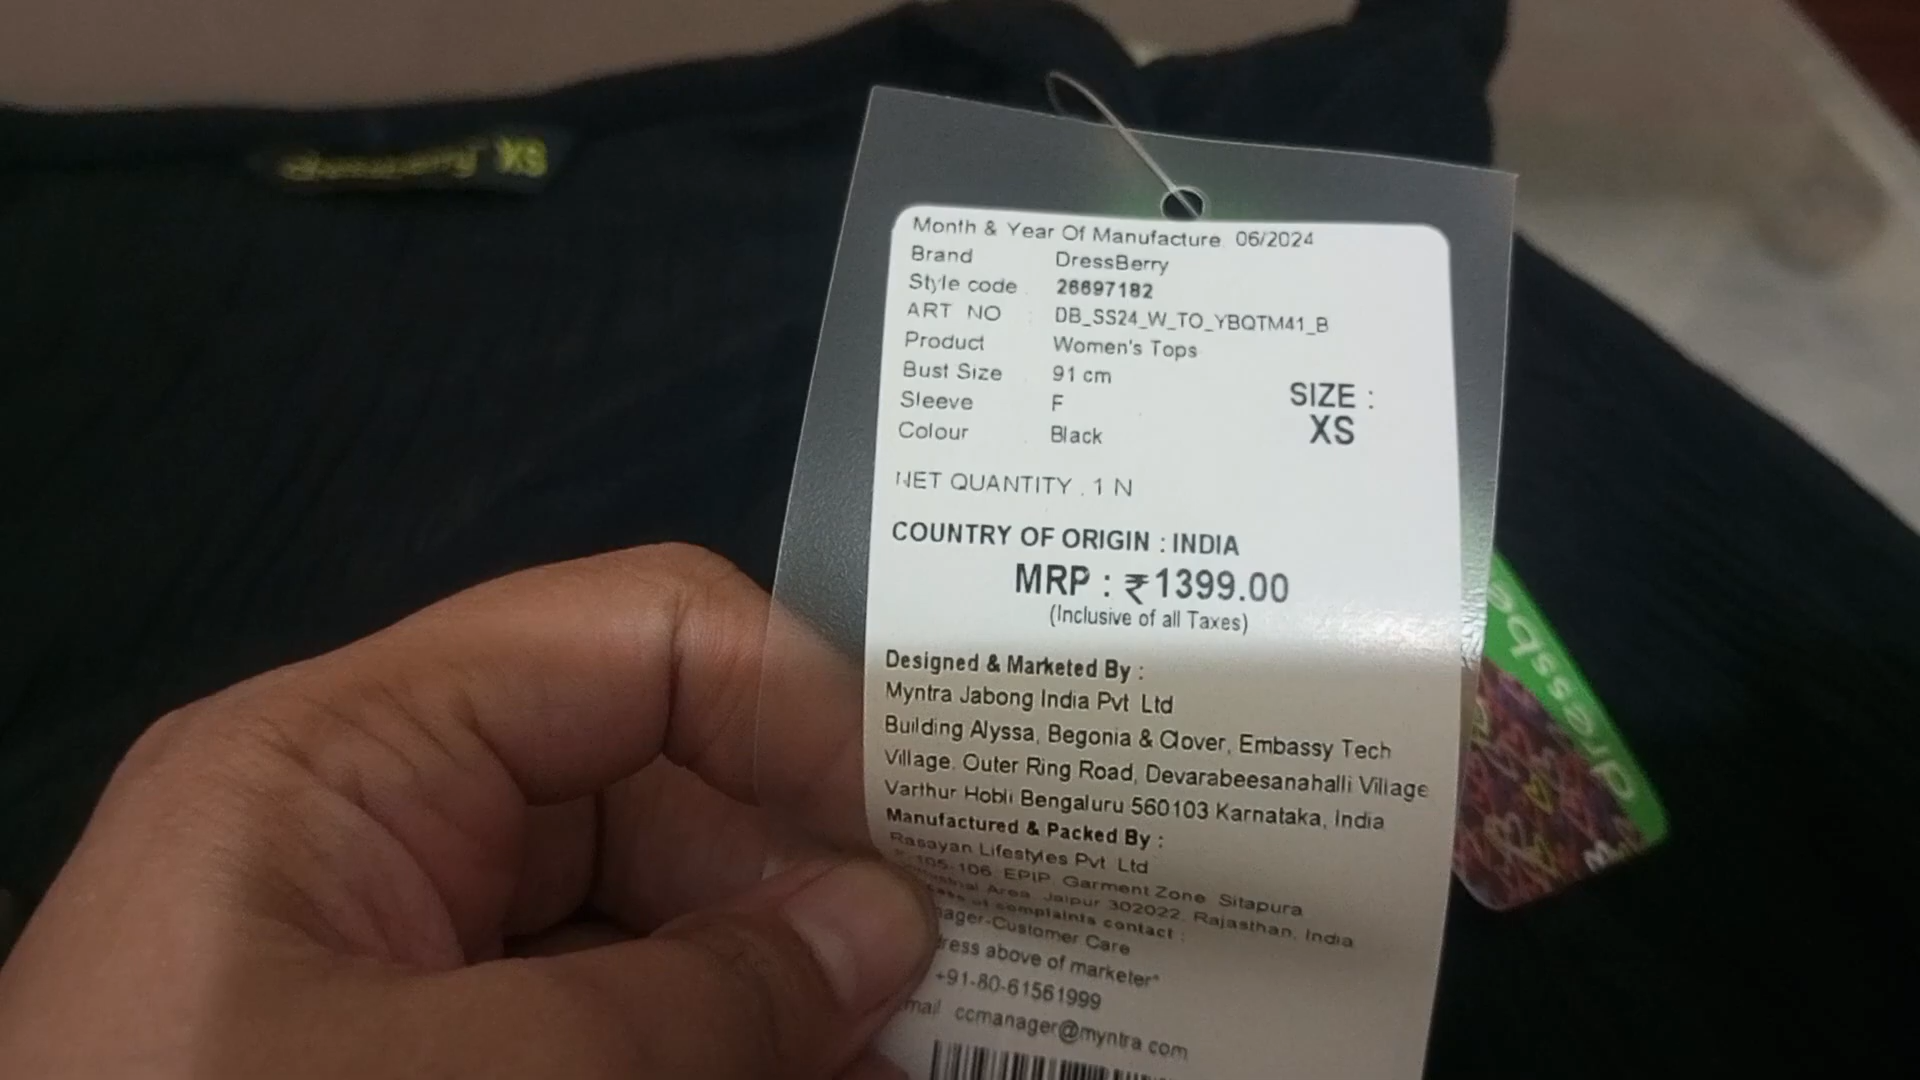 XS
Month & Year Of Manufacture 06/2024
Brand DressBerry
Style code 26697182
ART NO : DB_SS24_W_TO_YBQTM41_B
Product Women's Tops
Bust Size 91 cm
Sleeve F
Colour Black
SIZE :
XS
NET QUANTITY . 1 N
COUNTRY OF ORIGIN : INDIA
MRP : ₹1399.00
(Inclusive of all Taxes)
Designed & Marketed By :
Myntra Jabong India Pvt Ltd
Building Alyssa, Begonia & Clover, Embassy Tech
Village. Outer Ring Road, Devarabeesanahalli Village
Varthur Hobli Bengaluru 560103 Karnataka, India
Manufactured & Packed By :
Rasayan Lifestyles Pvt Ltd
105-106 EPIP Garment Zone Sitapura
Area Jaipur 302022 Rajasthan, India
complaints contact :
Customer Care
above of marketer"
+91-80-61561999
ccmanager@myntra.com
dressbe